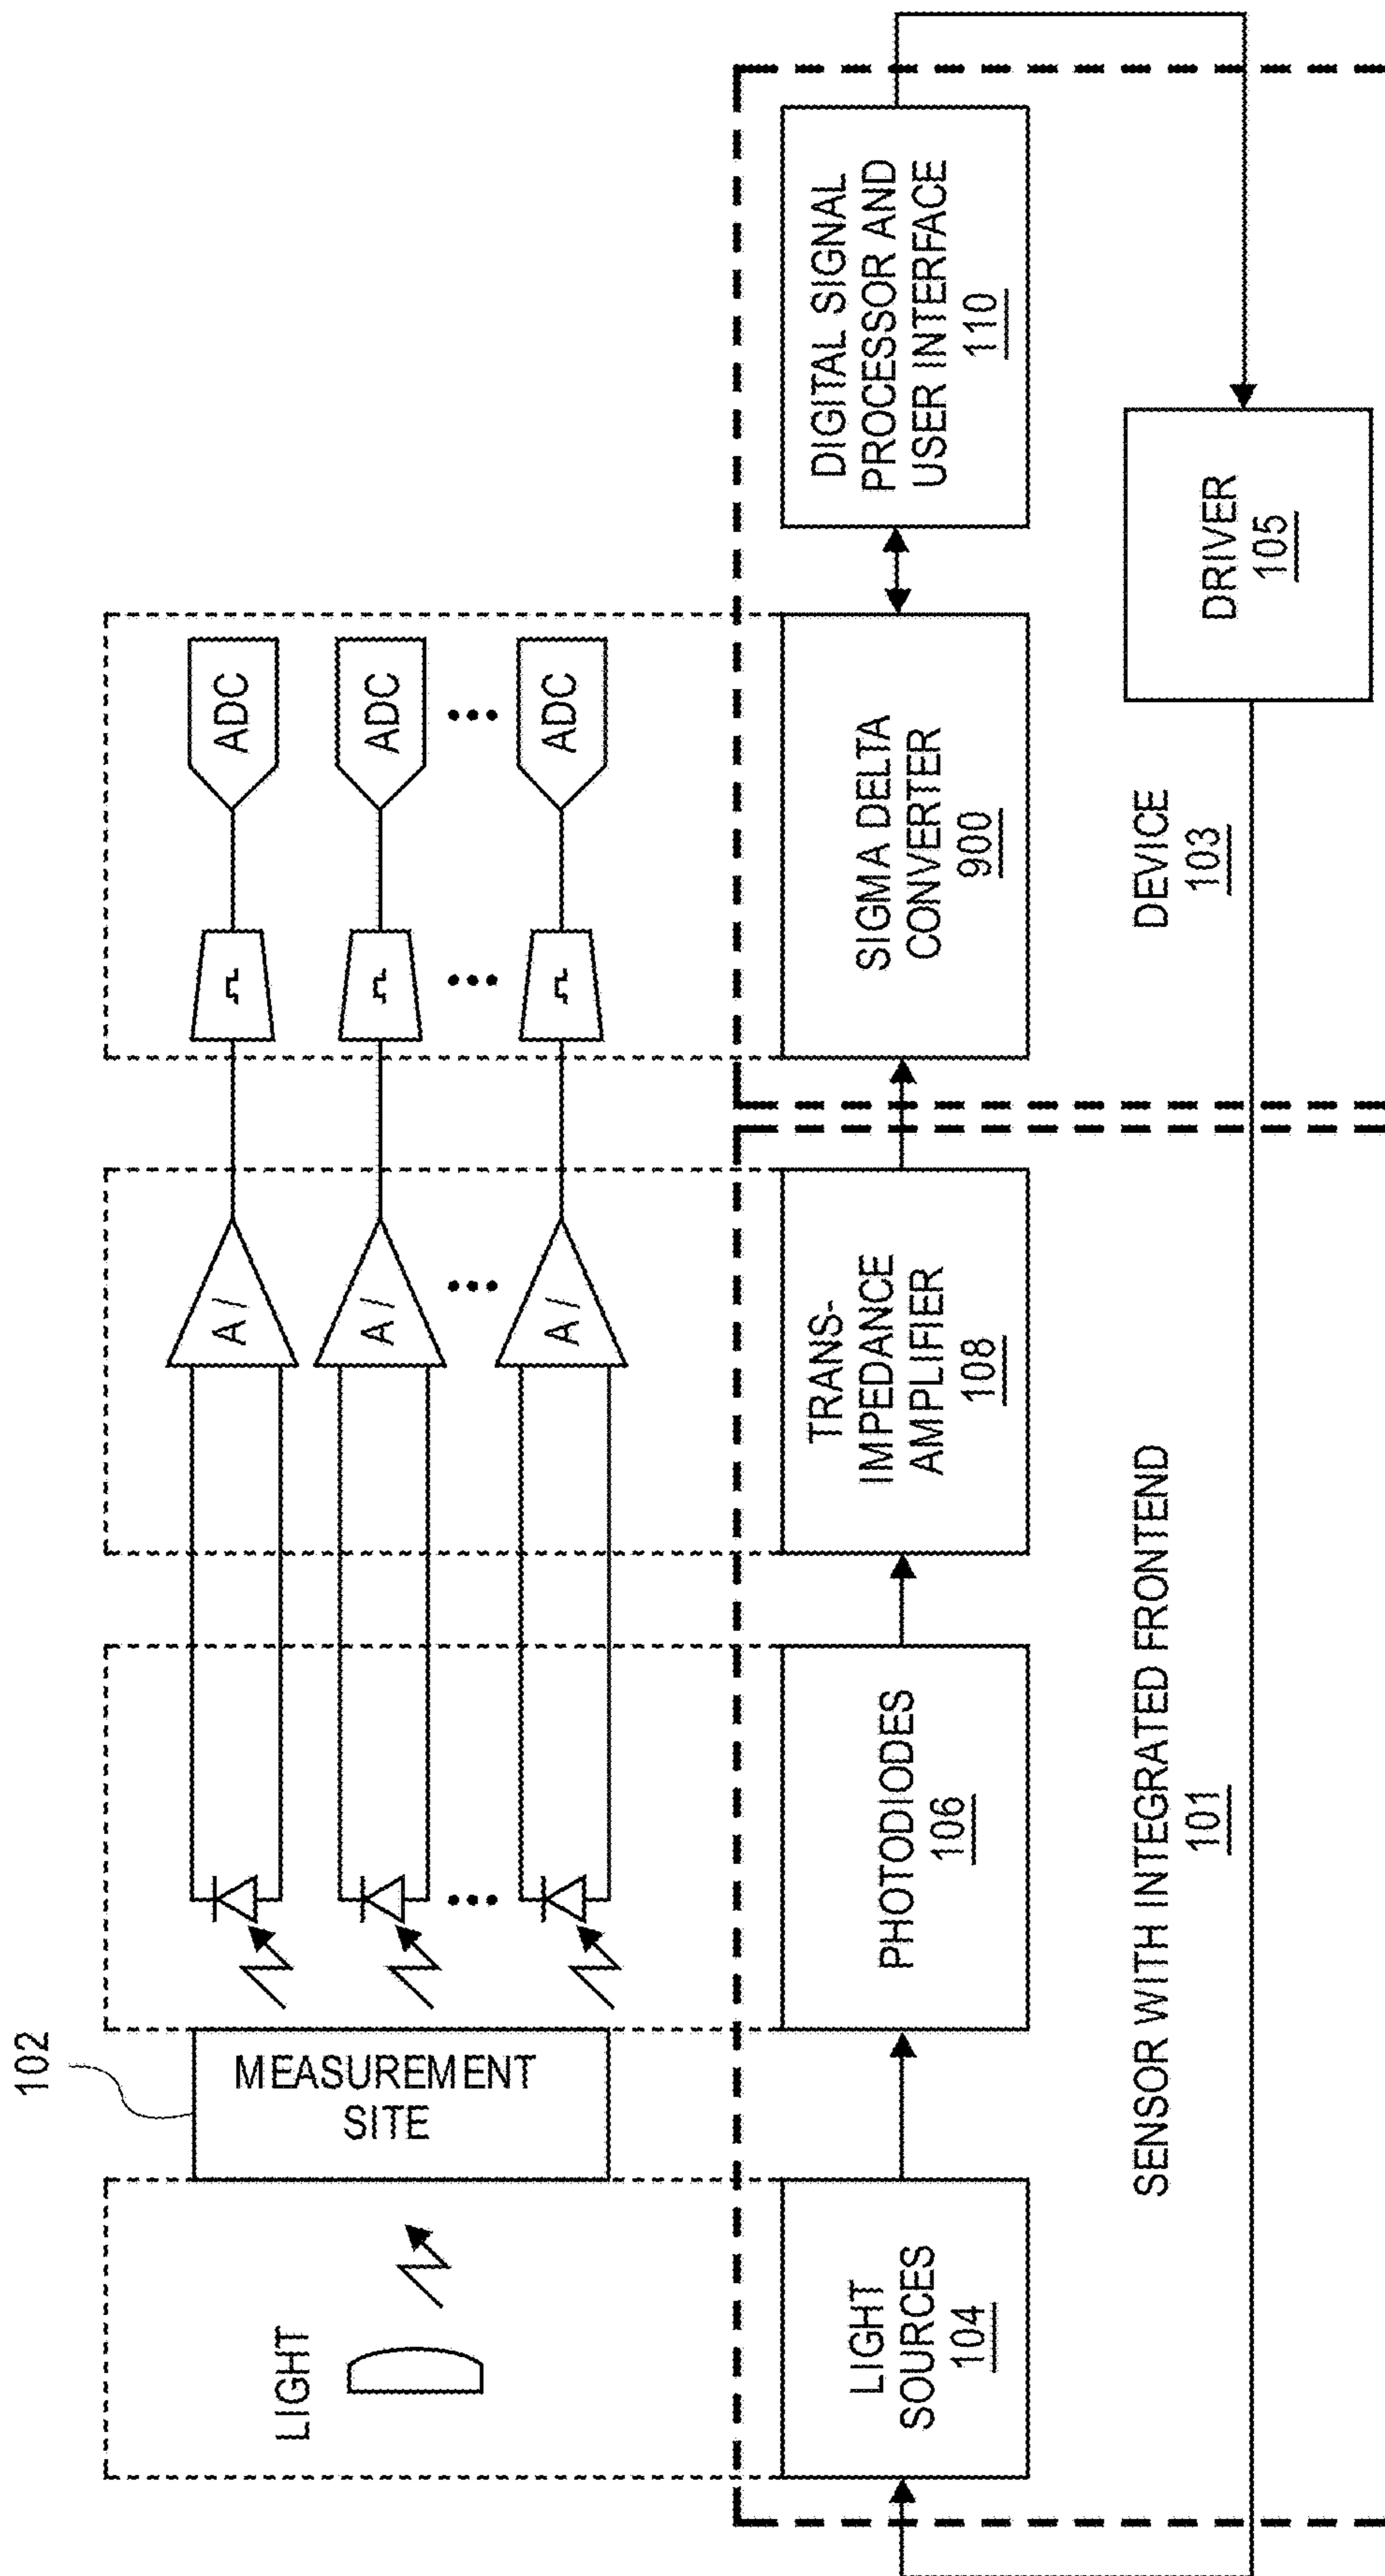 LIGHT
102
MEASUREMENT
SITE
A /
A /
A /
ADC
ADC
ADC
LIGHT
SOURCES
104
PHOTODIODES
106
TRANS-
IMPEDANCE
AMPLIFIER
108
SIGMA DELTA
CONVERTER
900
DIGITAL SIGNAL
PROCESSOR AND
USER INTERFACE
110
SENSOR WITH INTEGRATED FRONTEND
101
DEVICE
103
DRIVER
105